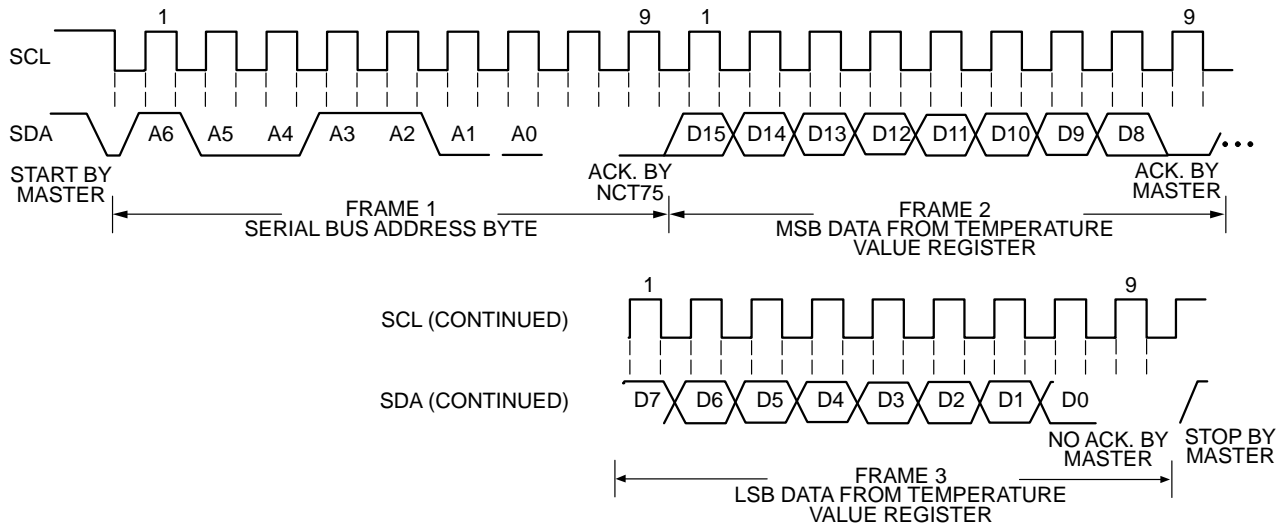 1 9 1 9
SCL
SDA A6 A5 A4 A3 A2 A1 A0 D15 D14 D13 D12 D11 D10 D9 D8
START BY
MASTER
ACK. BY
NCT75
ACK. BY
MASTER
FRAME 1
SERIAL BUS ADDRESS BYTE
FRAME 2
MSB DATA FROM TEMPERATURE
VALUE REGISTER
1 9
SCL (CONTINUED)
SDA (CONTINUED) D7 D6 D5 D4 D3 D2 D1 D0
NO ACK. BY
MASTER
STOP BY
MASTER
FRAME 3
LSB DATA FROM TEMPERATURE
VALUE REGISTER